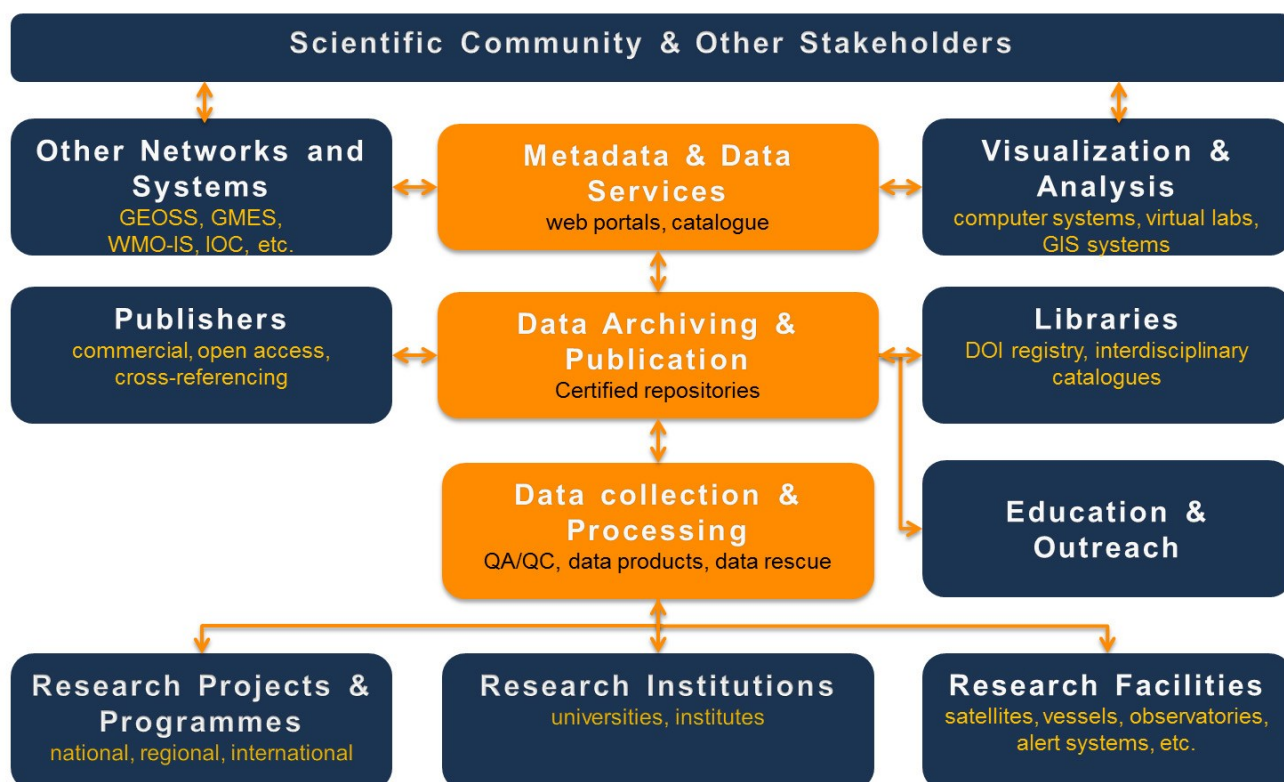 Scientific Community & Other Stakeholders
Other Networks and
Systems
GEOSS, GMES,
WMO-IS, IOC, etc.
Metadata & Data
Services
web portals, catalogue
Visualization &
Analysis
computer systems, virtual labs,
GIS systems
Publishers
commercial, open access,
cross-referencing
Data Archiving &
Publication
Certified repositories
Libraries
DOI registry, interdisciplinary
catalogues
Data collection &
Processing
QA/QC, data products, data rescue
Education &
Outreach
Research Projects &
Programmes
national, regional, international
Research Institutions
universities, institutes
Research Facilities
satellites, vessels, observatories,
alert systems, etc.